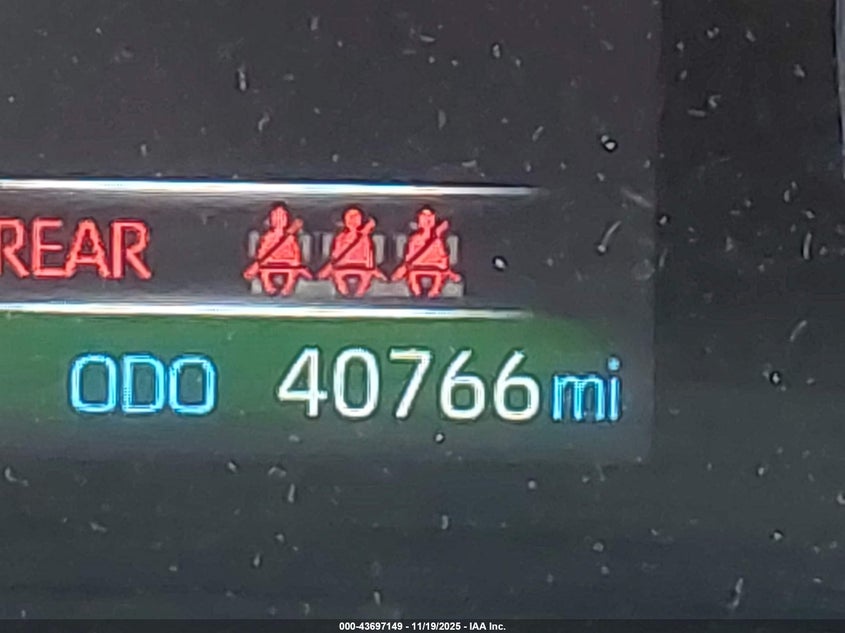 REAR
ODO 40766 mi
000-43697149 - 11/19/2025 - IAA Inc.